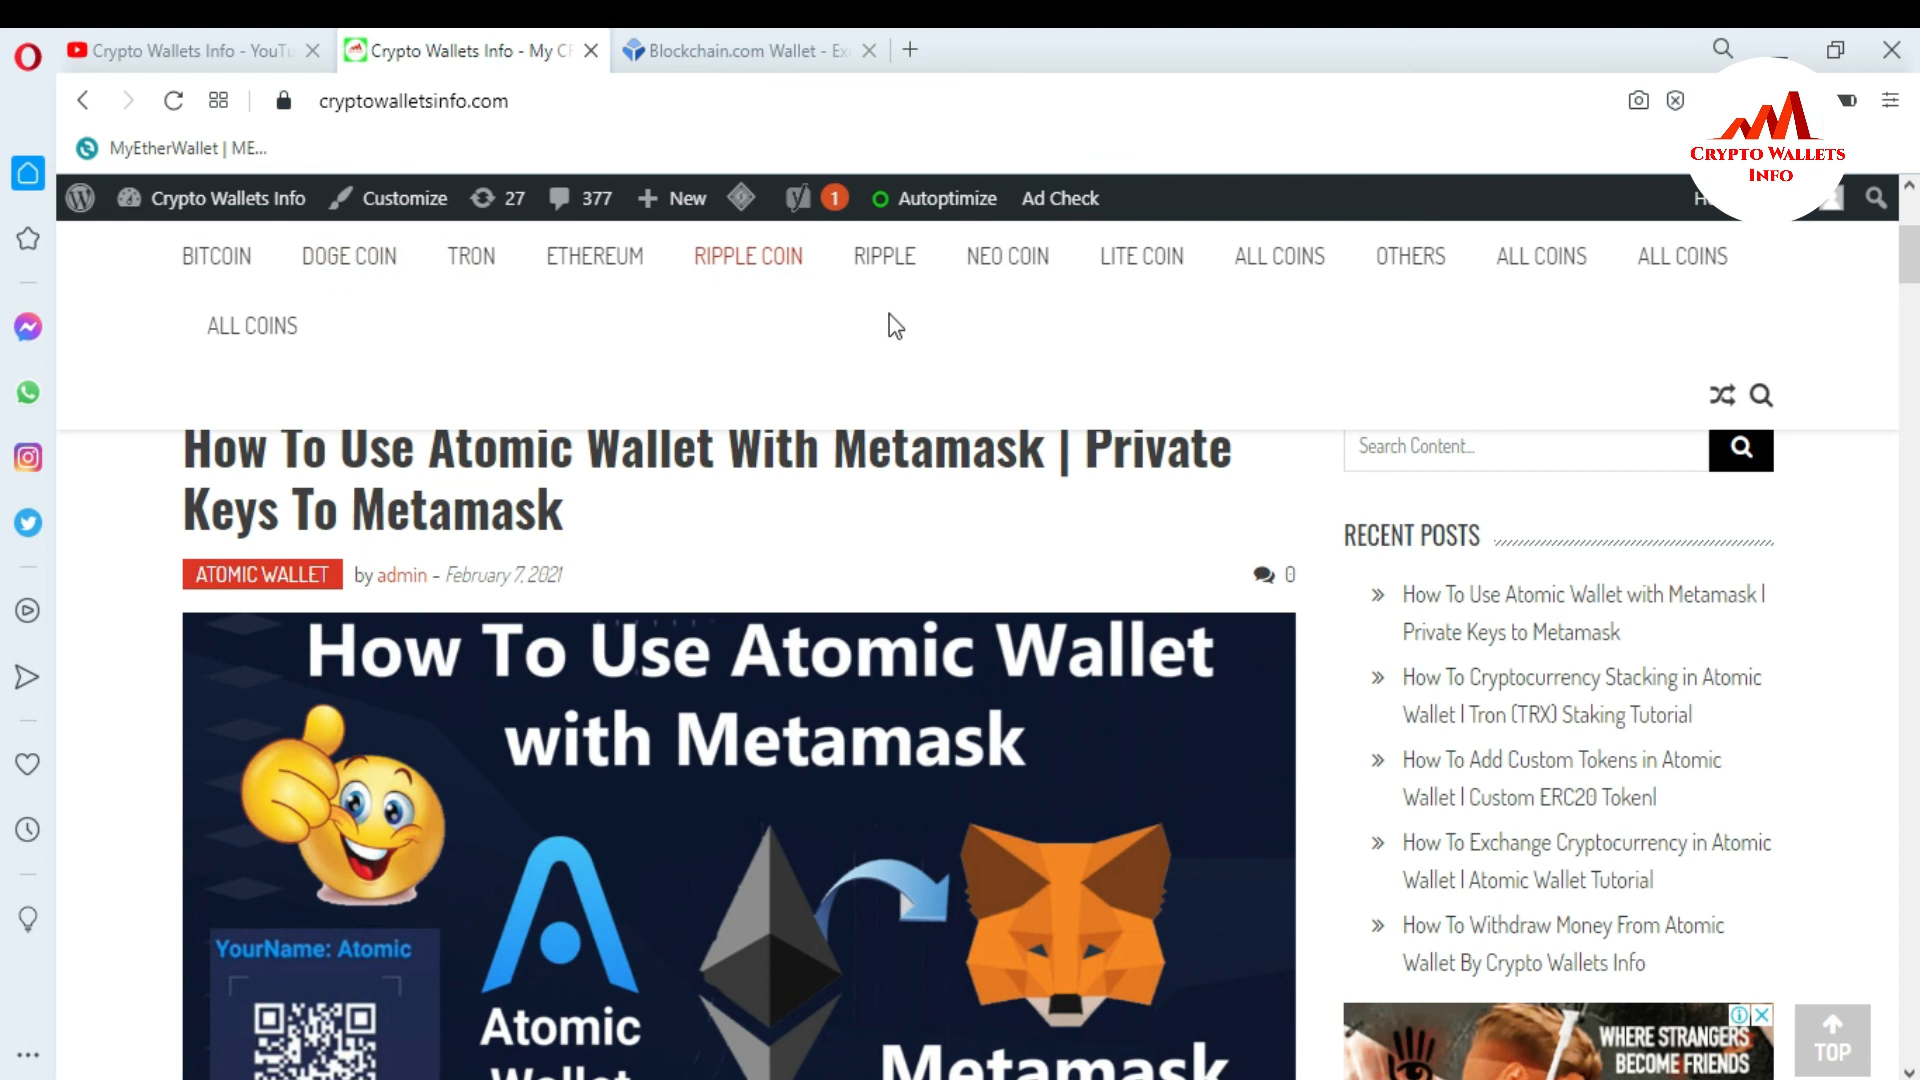 Crypto Wallets Info - YouTu
Crypto Wallets Info - My Cr
Blockchain.com Wallet - Ex
cryptowalletsinfo.com
MyEtherWallet | ME...
CRYPTO WALLETS
INFO
Crypto Wallets Info
Customize
27
377
New
1
Autoptimize
Ad Check
BITCOIN
DOGE COIN
TRON
ETHEREUM
RIPPLE COIN
RIPPLE
NEO COIN
LITE COIN
ALL COINS
OTHERS
ALL COINS
ALL COINS
ALL COINS
How To Use Atomic Wallet With Metamask | Private
Keys To Metamask
ATOMIC WALLET by admin - February 7, 2021
0
How To Use Atomic Wallet
with Metamask
YourName: Atomic
Atomic
Wallet
Metamask
Search Content...
RECENT POSTS
How To Use Atomic Wallet with Metamask |
Private Keys to Metamask
How To Cryptocurrency Stacking in Atomic
Wallet | Tron (TRX) Staking Tutorial
How To Add Custom Tokens in Atomic
Wallet | Custom ERC20 Tokenl
How To Exchange Cryptocurrency in Atomic
Wallet | Atomic Wallet Tutorial
How To Withdraw Money From Atomic
Wallet By Crypto Wallets Info
WHERE STRANGERS
BECOME FRIENDS
TOP